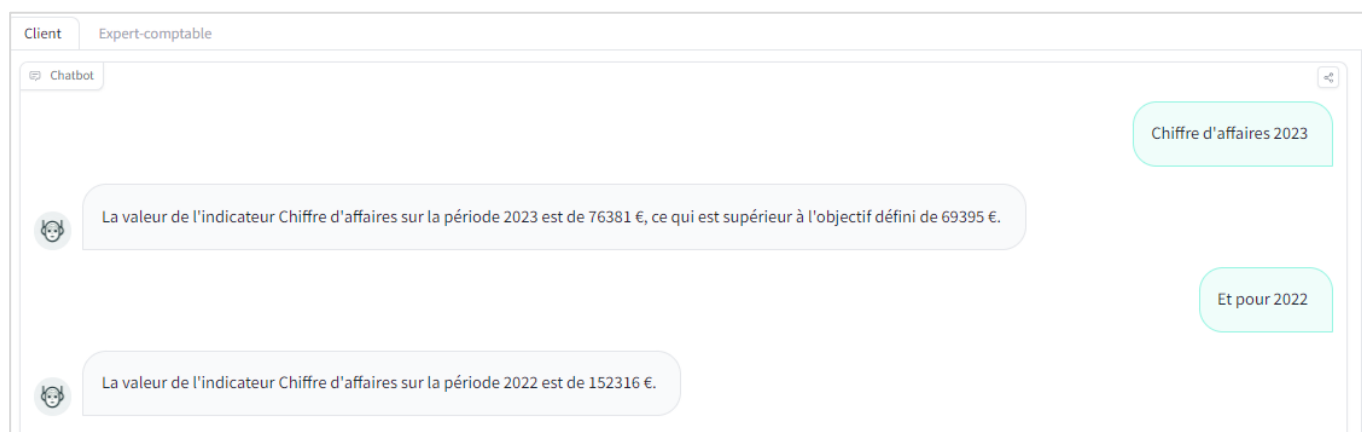 Client Expert-comptable
Chatbot
Chiffre d'affaires 2023
La valeur de l'indicateur Chiffre d'affaires sur la période 2023 est de 76381 €, ce qui est supérieur à l'objectif défini de 69395 €.
Et pour 2022
La valeur de l'indicateur Chiffre d'affaires sur la période 2022 est de 152316 €.